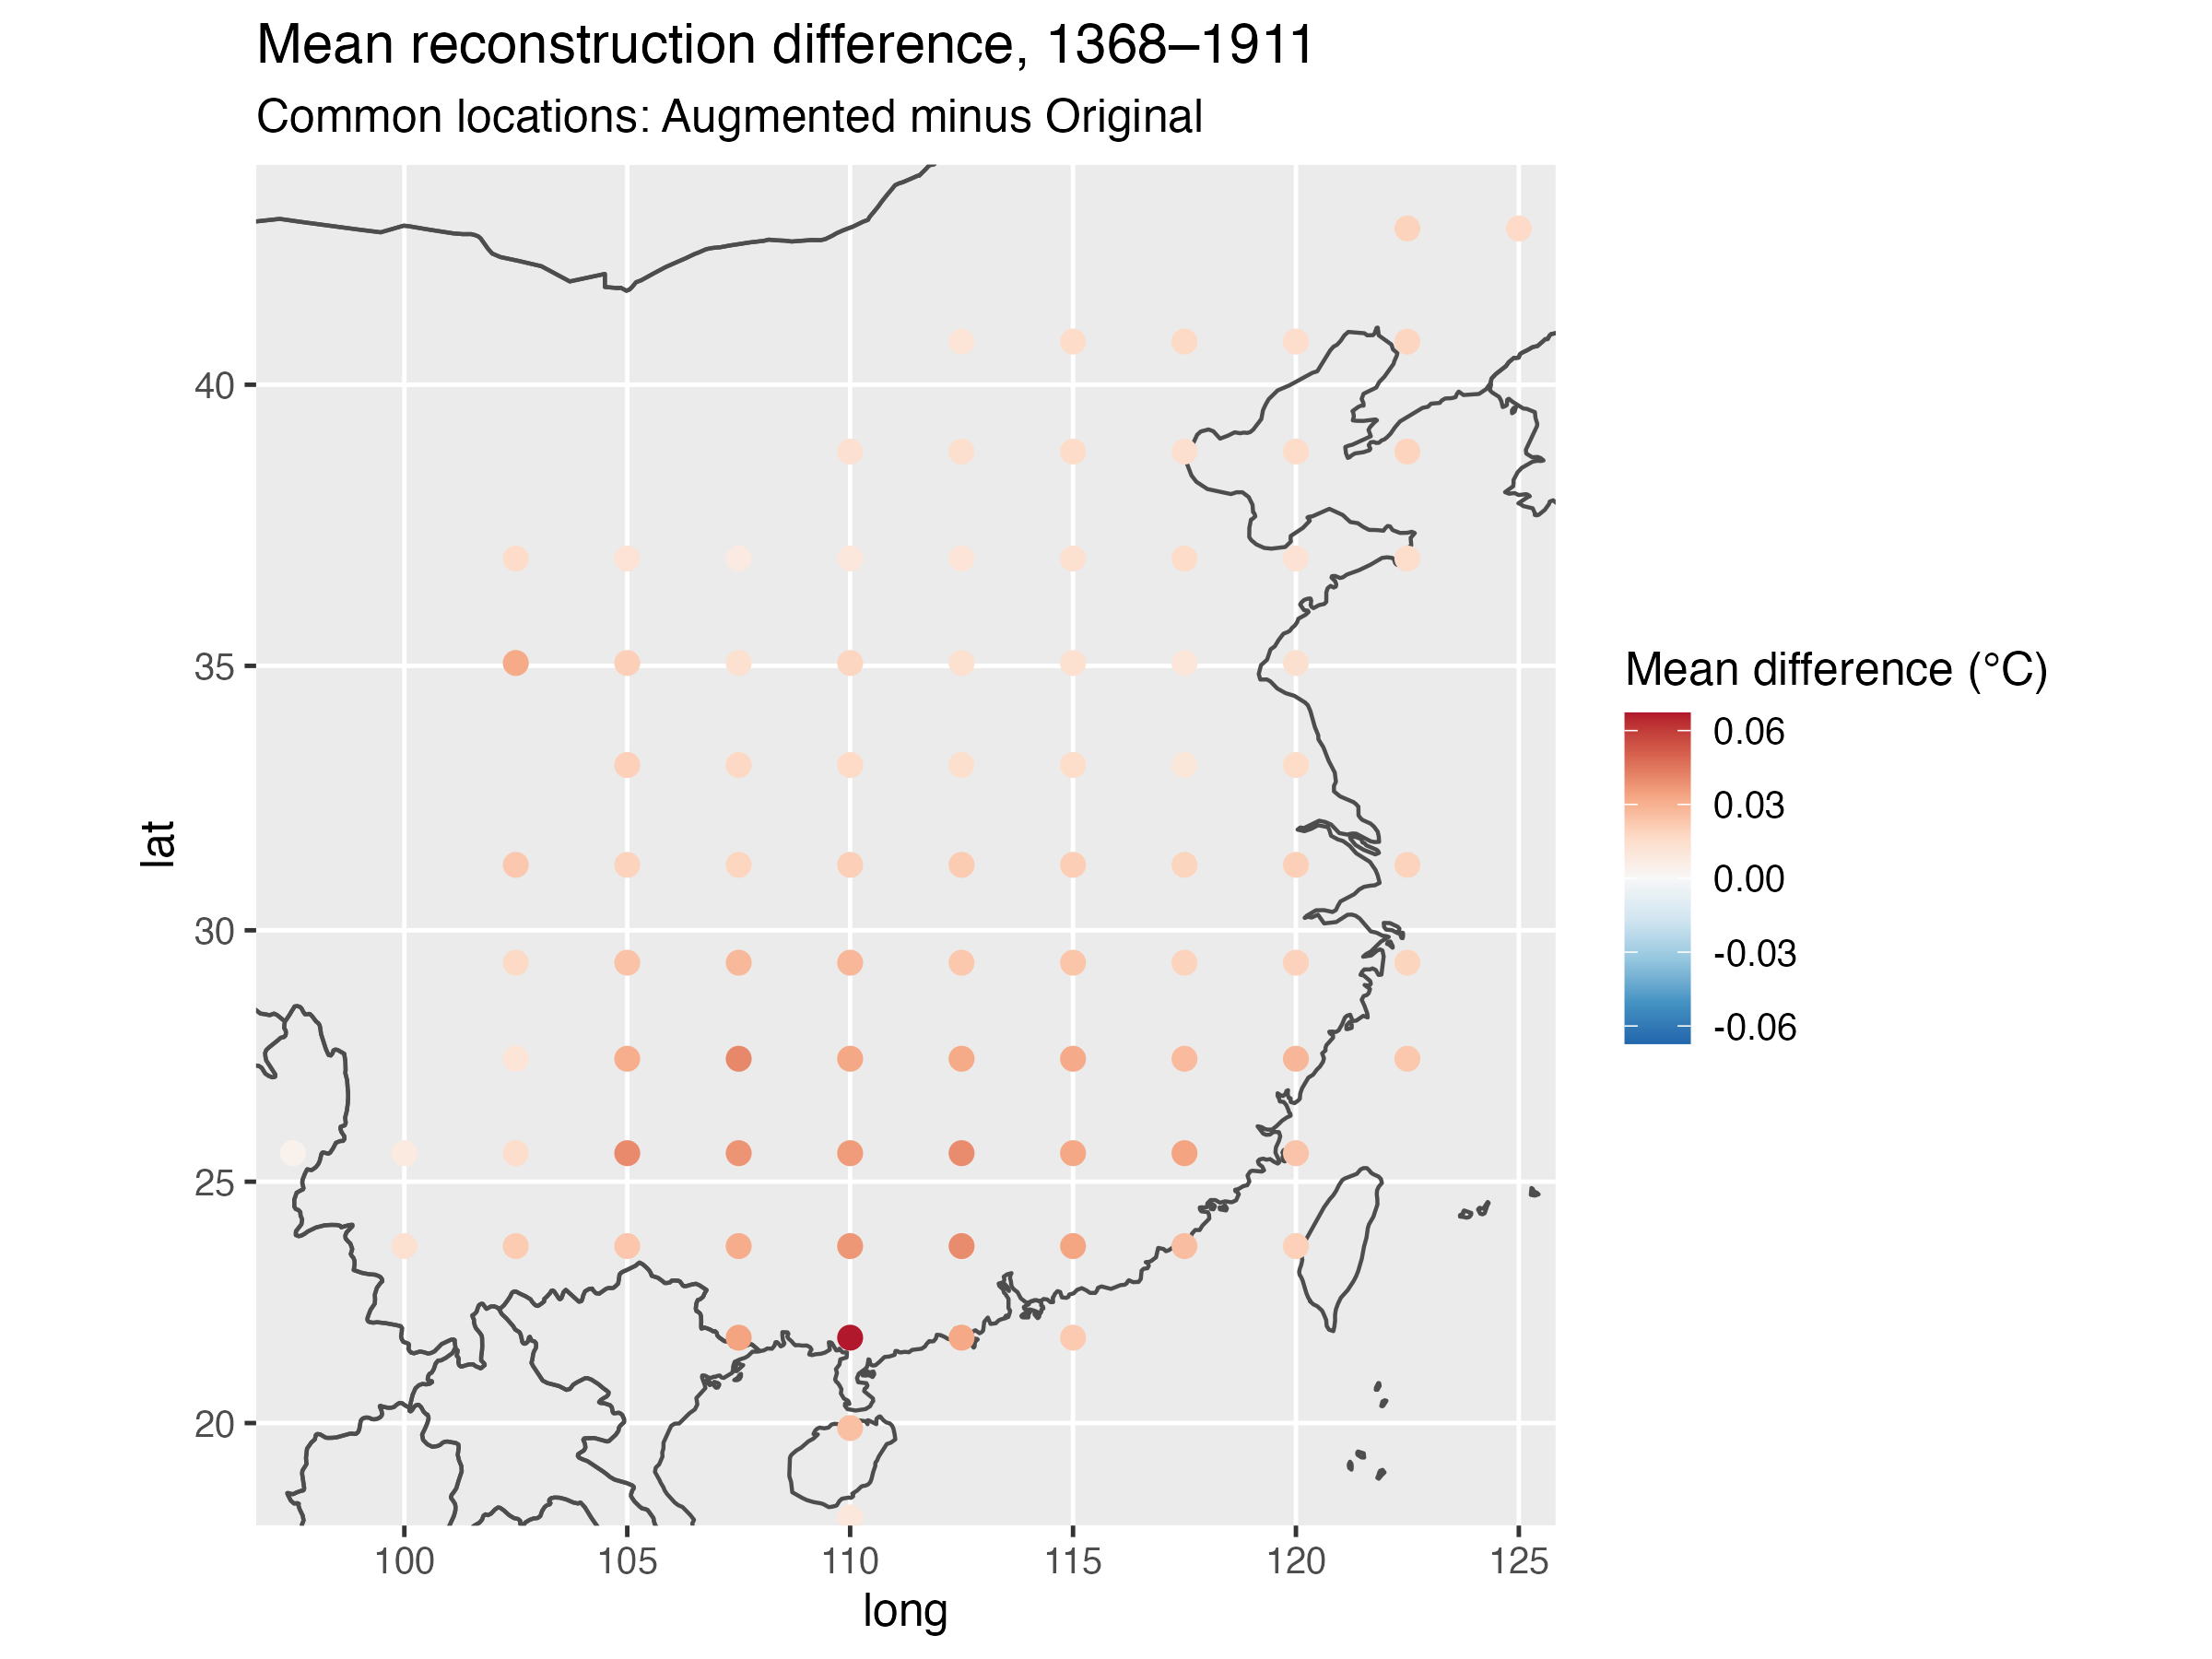 Mean reconstruction difference, 1368–1911
Common locations: Augmented minus Original
40
35
30
25
20
lat
100 105 110 115 120 125
long
Mean difference (°C)
0.06
0.03
0.00
-0.03
-0.06